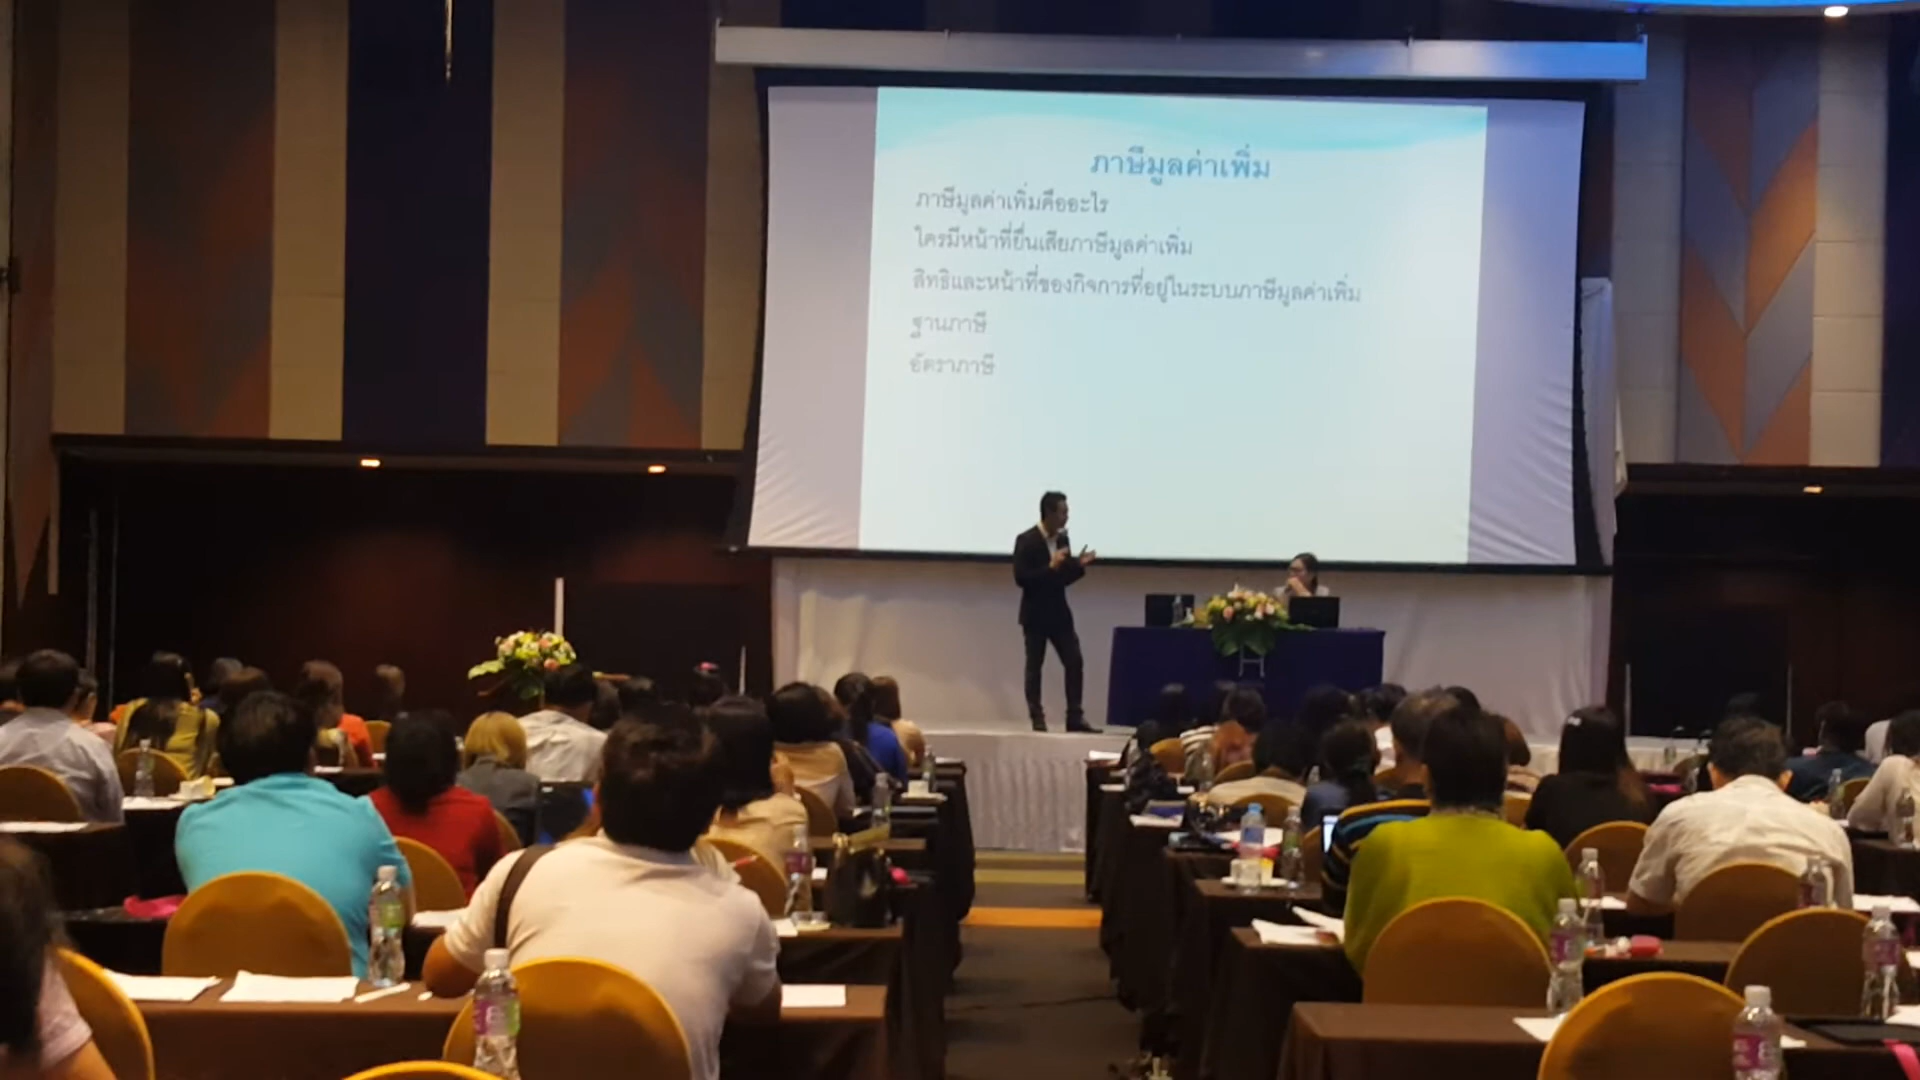 ภาษีมูลค่าเพิ่ม
ภาษีมูลค่าเพิ่มคืออะไร
ใครมีหน้าที่ยื่นเสียภาษีมูลค่าเพิ่ม
สิทธิและหน้าที่ของกิจการที่อยู่ในระบบภาษีมูลค่าเพิ่ม
ฐานภาษี
อัตราภาษี